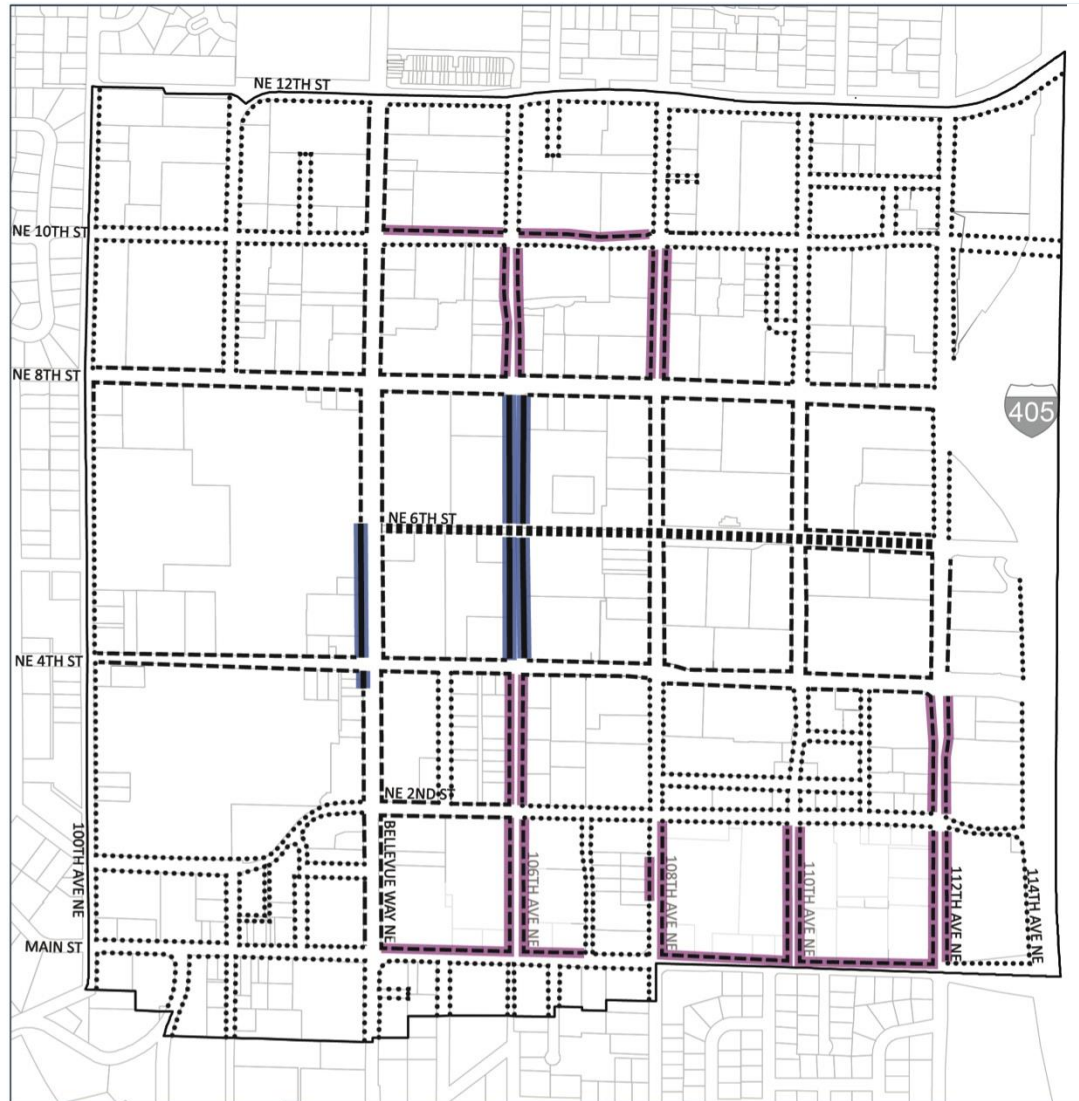 NE 12TH ST
NE 10TH ST
NE 8TH ST
405
NE 6TH ST
NE 4TH ST
NE 2ND ST
100TH AVE NE
BELLEVUE WAY NE
106TH AVE NE
108TH AVE NE
110TH AVE NE
112TH AVE NE
114TH AVE NE
MAIN ST